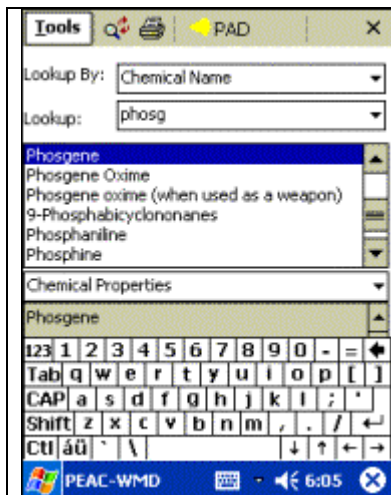 Tools PAD ×
Lookup By: Chemical Name
Lookup: phosg
Phosgene
Phosgene Oxime
Phosgene oxime (when used as a weapon)
9-Phosphabicyclononanes
Phosphaniline
Phosphine
Chemical Properties
Phosgene
123 1 2 3 4 5 6 7 8 9 0 - =
Tab q w e r t y u i o p [ ]
CAP a s d f g h j k l ; '
Shift z x c v b n m , . /
Ctl áü ` \
PEAC-WMD 6:05